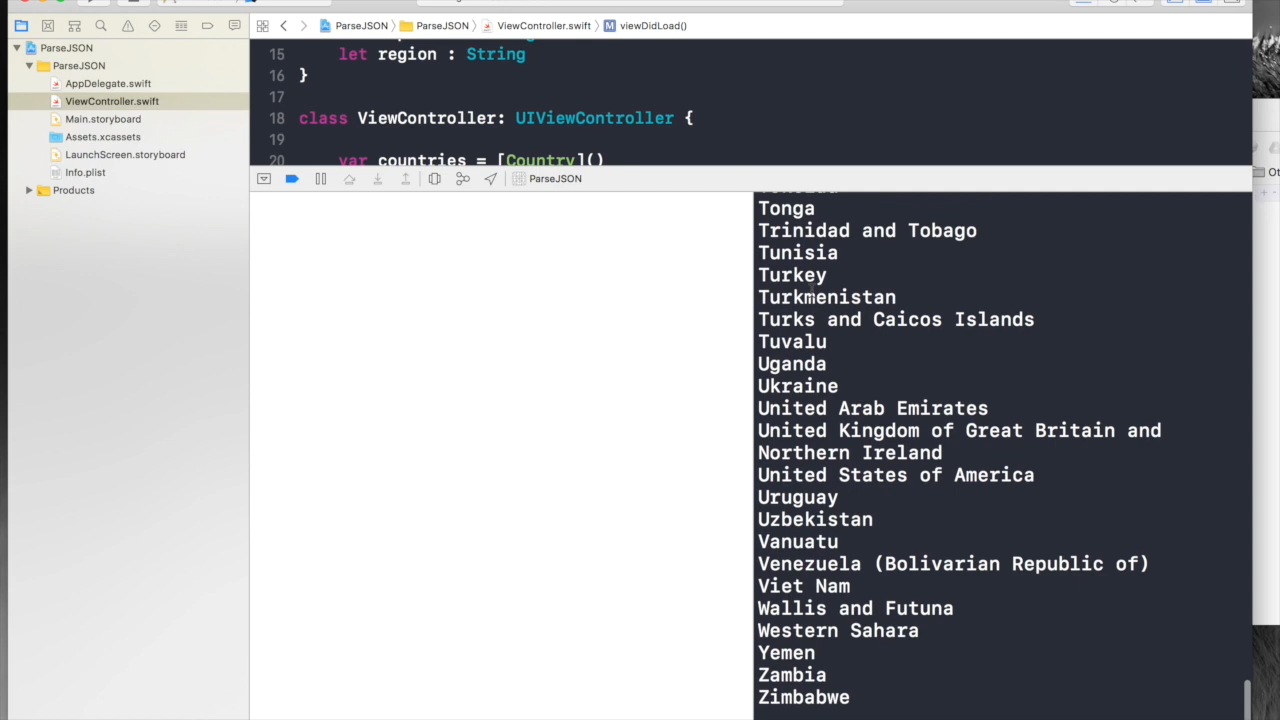 ParseJSON ParseJSON ViewController.swift M viewDidLoad()
ParseJSON
ParseJSON
AppDelegate.swift
ViewController.swift
Main.storyboard
Assets.xcassets
LaunchScreen.storyboard
Info.plist
Products
15 let region : String
16 }
17
18 class ViewController: UIViewController {
19
20 var countries = [Country]()
ParseJSON
Tonga
Trinidad and Tobago
Tunisia
Turkey
Turkmenistan
Turks and Caicos Islands
Tuvalu
Uganda
Ukraine
United Arab Emirates
United Kingdom of Great Britain and
Northern Ireland
United States of America
Uruguay
Uzbekistan
Vanuatu
Venezuela (Bolivarian Republic of)
Viet Nam
Wallis and Futuna
Western Sahara
Yemen
Zambia
Zimbabwe